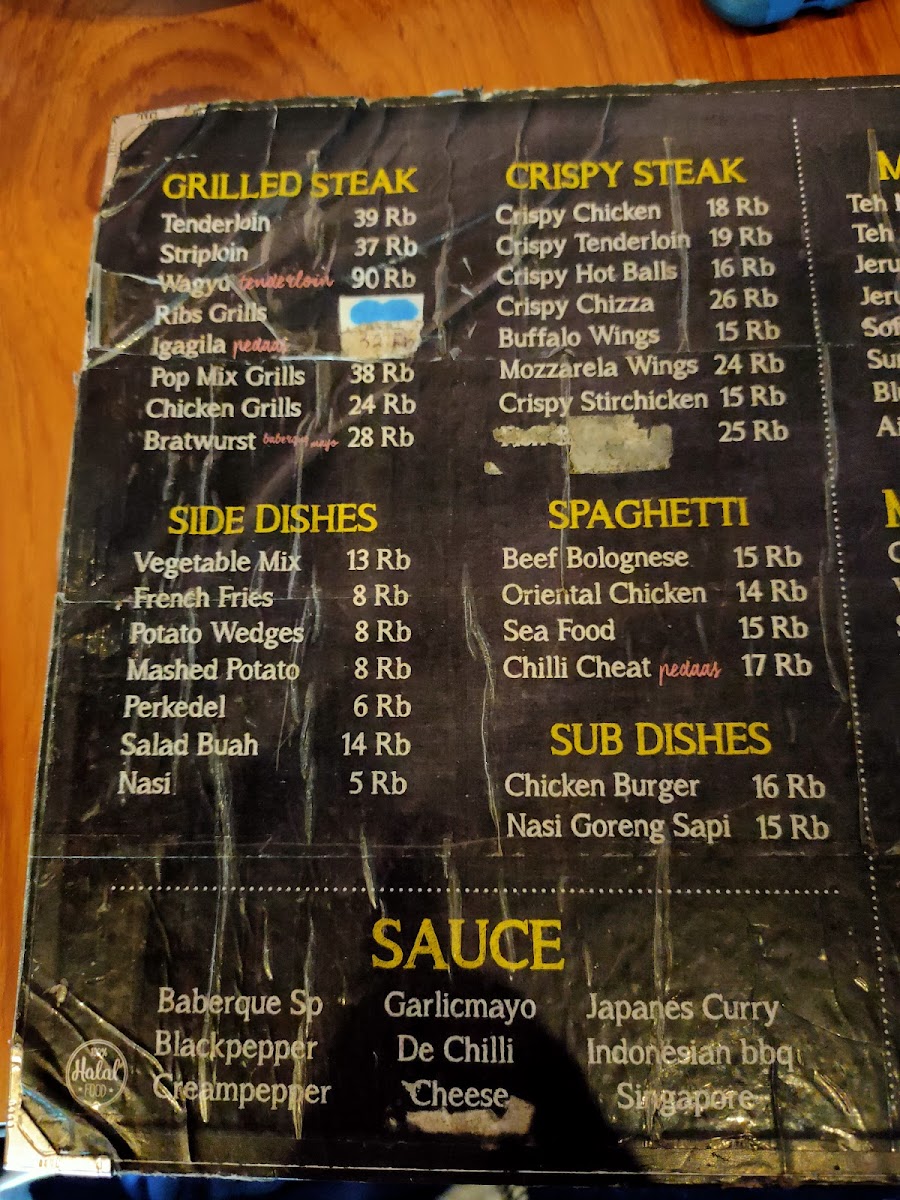 GRILLED STEAK
Tenderloin 39 Rb
Striploin 37 Rb
Wagyu tenderloin 90 Rb
Ribs Grills
Igagila pedaas
Pop Mix Grills 38 Rb
Chicken Grills 24 Rb
Bratwurst baberque mayo 28 Rb
SIDE DISHES
Vegetable Mix 13 Rb
French Fries 8 Rb
Potato Wedges 8 Rb
Mashed Potato 8 Rb
Perkedel 6 Rb
Salad Buah 14 Rb
Nasi 5 Rb
CRISPY STEAK
Crispy Chicken 18 Rb
Crispy Tenderloin 19 Rb
Crispy Hot Balls 16 Rb
Crispy Chizza 26 Rb
Buffalo Wings 15 Rb
Mozzarela Wings 24 Rb
Crispy Stirchicken 15 Rb
25 Rb
SPAGHETTI
Beef Bolognese 15 Rb
Oriental Chicken 14 Rb
Sea Food 15 Rb
Chilli Cheat pedaas 17 Rb
SUB DISHES
Chicken Burger 16 Rb
Nasi Goreng Sapi 15 Rb
Teh
Teh
SAUCE
Baberque Sp Garlicmayo Japanes Curry
Blackpepper De Chilli Indonesian bbq
Creampepper Cheese Singapore
Halal
FOOD